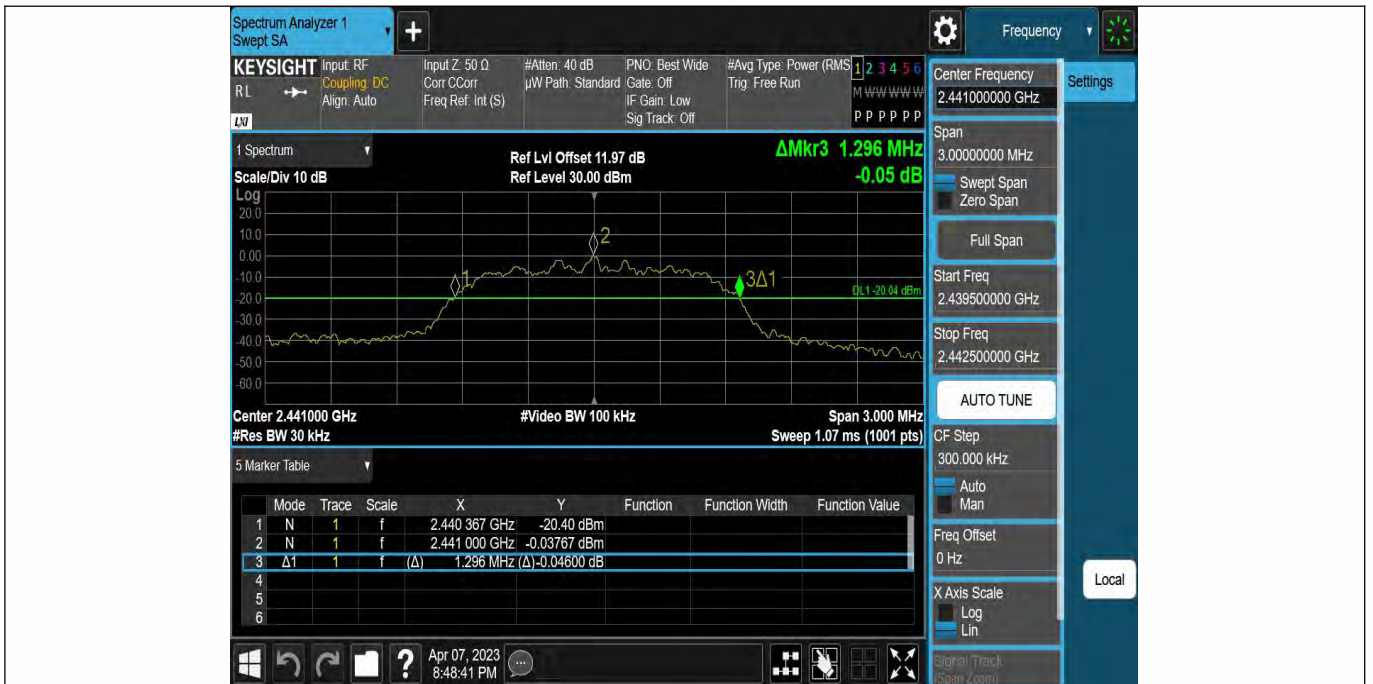 Spectrum Analyzer 1
Swept SA
+
Frequency
KEYSIGHT
RL
LXI
Input: RF
Coupling: DC
Align: Auto
Input Z: 50 Ω
Corr CCorr
Freq Ref: Int (S)
#Atten: 40 dB
µW Path: Standard
PNO: Best Wide
Gate: Off
IF Gain: Low
Sig Track: Off
#Avg Type: Power (RMS
Trig: Free Run
1 2 3 4 5 6
M W W W W W
P P P P P P
1 Spectrum
Scale/Div 10 dB
Ref Lvl Offset 11.97 dB
Ref Level 30.00 dBm
ΔMkr3 1.296 MHz
-0.05 dB
Log
20.0
10.0
0.00
-10.0
-20.0
-30.0
-40.0
-50.0
-60.0
1
2
3Δ1
DL1 -20.04 dBm
Center 2.441000 GHz
#Video BW 100 kHz
Span 3.000 MHz
#Res BW 30 kHz
Sweep 1.07 ms (1001 pts)
5 Marker Table
Mode Trace Scale X Y Function Function Width Function Value
1 N 1 f 2.440 367 GHz -20.40 dBm
2 N 1 f 2.441 000 GHz -0.03767 dBm
3 Δ1 1 f (Δ) 1.296 MHz (Δ) -0.04600 dB
4
5
6
?
Apr 07, 2023
8:48:41 PM
Center Frequency
2.441000000 GHz
Settings
Span
3.00000000 MHz
Swept Span
Zero Span
Full Span
Start Freq
2.439500000 GHz
Stop Freq
2.442500000 GHz
AUTO TUNE
CF Step
300.000 kHz
Auto
Man
Freq Offset
0 Hz
X Axis Scale
Log
Lin
Local
Signal Track
(Span Zoom)